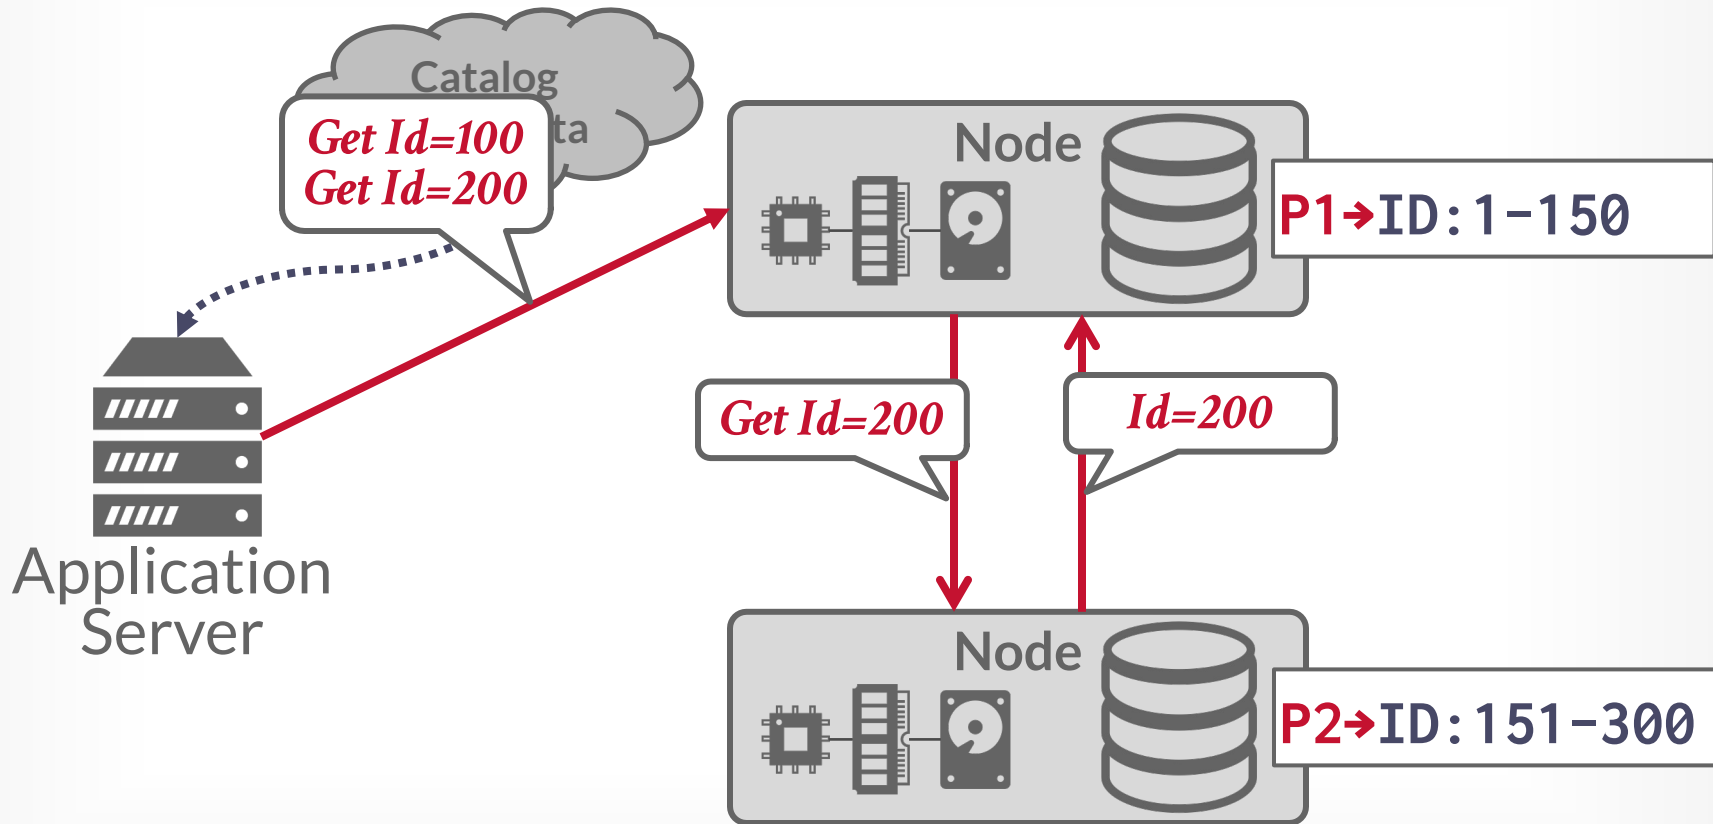 Catalog
ta
Get Id=100
Get Id=200
Node
P1→ID:1-150
Get Id=200
Id=200
Application
Server
Node
P2→ID:151-300